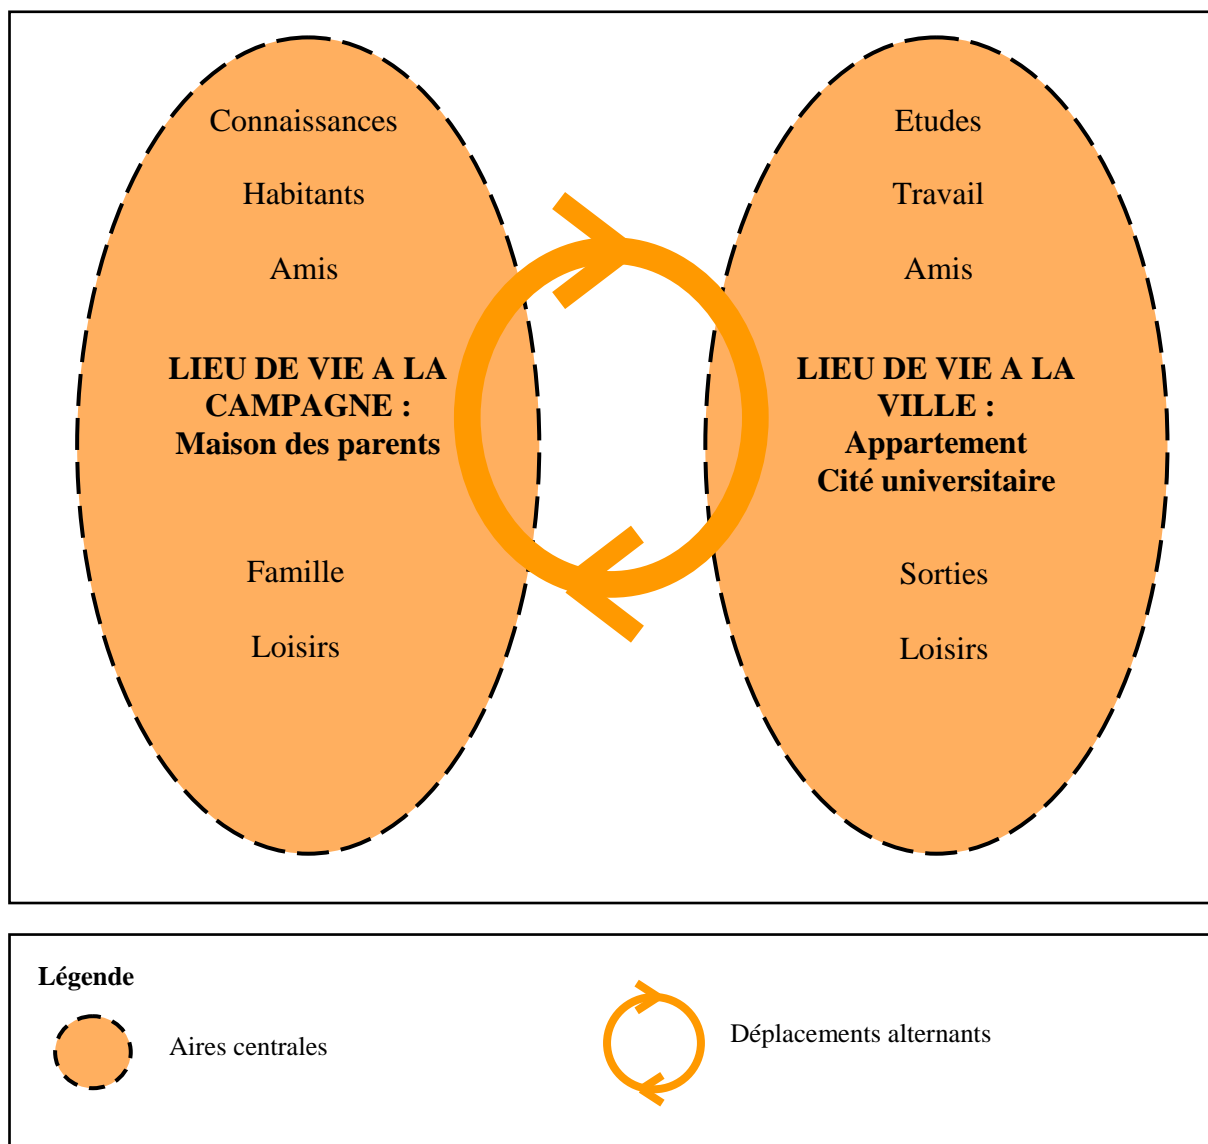 Connaissances
Habitants
Amis
LIEU DE VIE A LA
CAMPAGNE :
Maison des parents
Famille
Loisirs
Etudes
Travail
Amis
LIEU DE VIE A LA
VILLE :
Appartement
Cité universitaire
Sorties
Loisirs
Légende
Aires centrales
Déplacements alternants